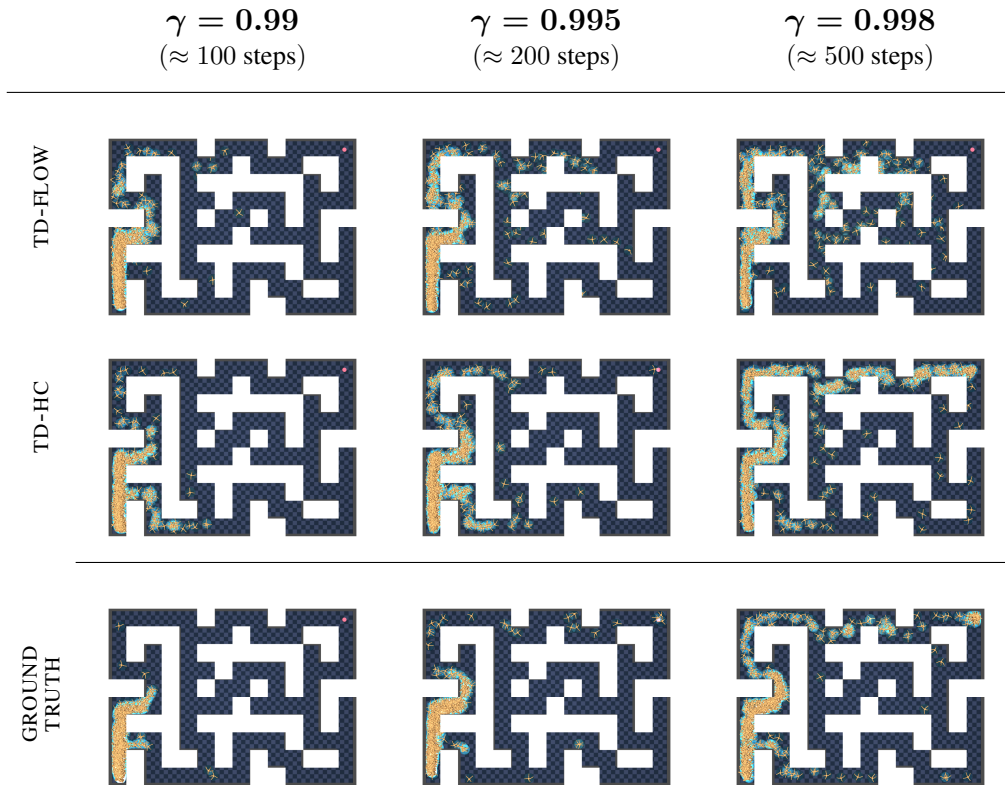 γ = 0.99
(≈ 100 steps)
γ = 0.995
(≈ 200 steps)
γ = 0.998
(≈ 500 steps)
TD-FLOW
TD-HC
GROUND
TRUTH